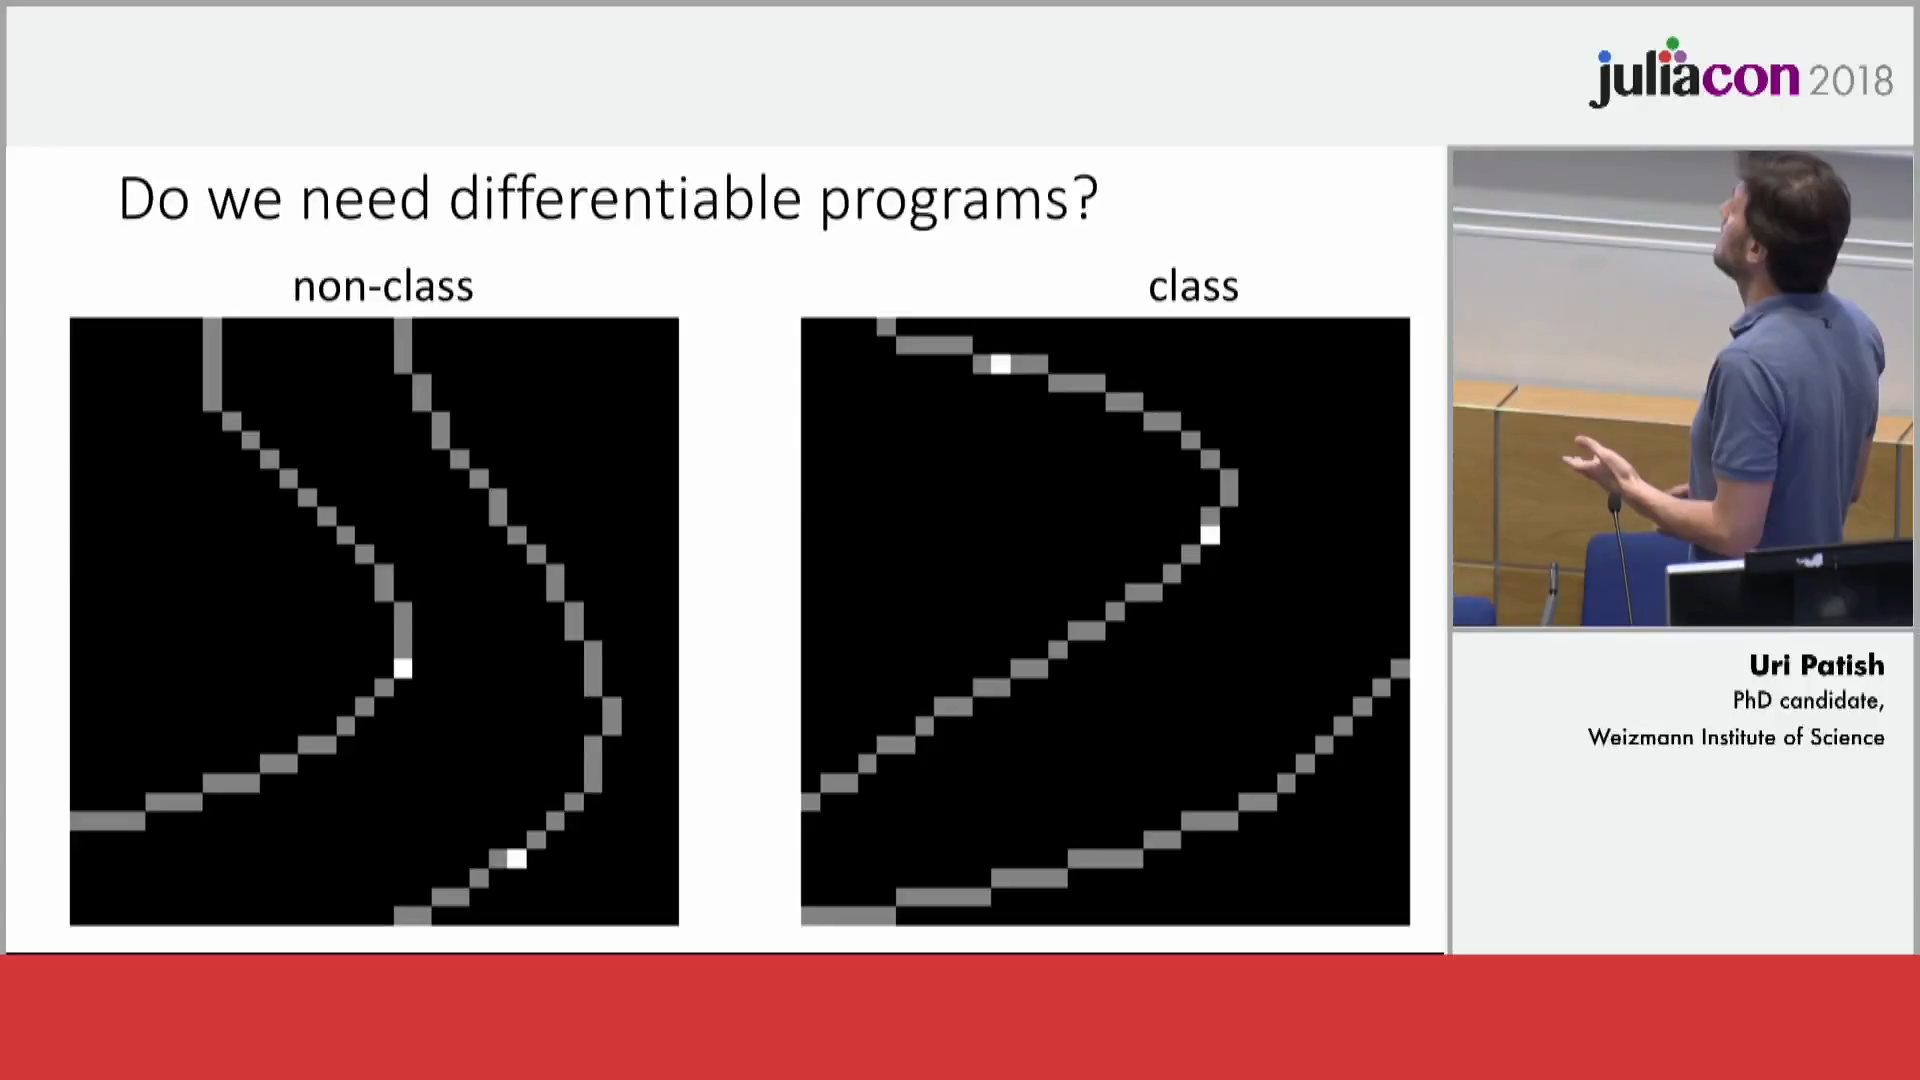 juliacon 2018
Do we need differentiable programs?
non-class
class
Uri Patish
PhD candidate,
Weizmann Institute of Science